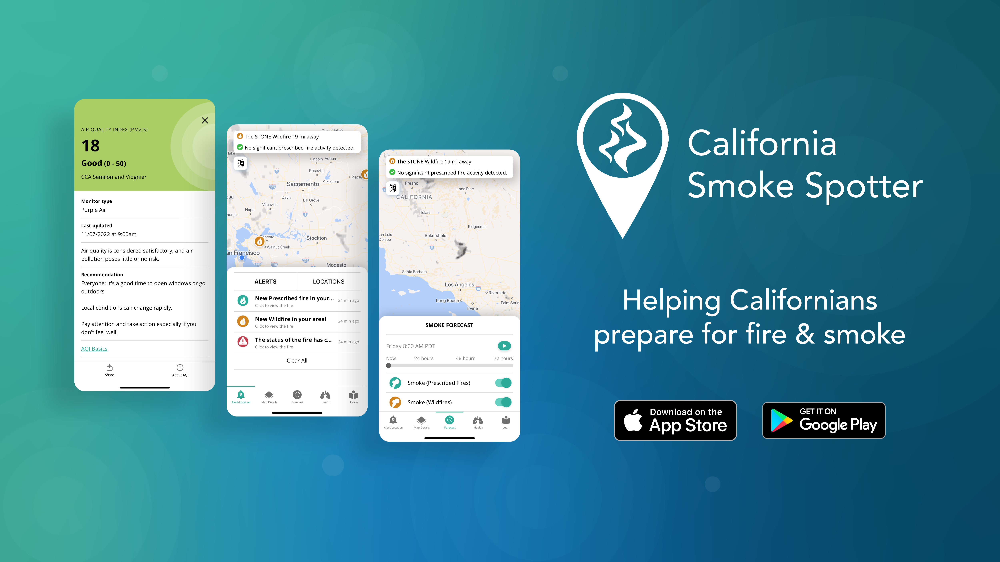 AIR QUALITY INDEX (PM2.5)
18
Good (0 - 50)
CCA Semilon and Viognier
Monitor type
Purple Air
Last updated
11/07/2022 at 9:00am
Air quality is considered satisfactory, and air
pollution poses little or no risk.
Recommendation
Everyone: It's a good time to open windows or go
outdoors.
Local conditions can change rapidly.
Pay attention and take action especially if you
don't feel well.
AQI Basics
Share
About AQI
Grass Valley
The STONE Wildfire 19 mi away
No significant prescribed fire activity detected.
rlake
Lincoln
Auburn
5
Roseville
Place
Folsom
Sacramento
505
osa
Davis
Elk Grove
Vacaville
Napa
noma
5
oncord
Stockton
Walnut Creek
an Francisco
205
880
580
5
Modesto
ALERTS
LOCATIONS
New Prescribed fire in your...
24 min ago
Click to view the fire
New Wildfire in your area!
24 min ago
Click to view the fire
The status of the fire has c...
24 min ago
Click to view the fire
Clear All
Alert/Location
Map Details
Forecast
Health
Learn
The STONE Wildfire 19 mi away
No significant prescribed fire activity detected.
Fresno
Lone Pine
5
CALIFORNIA
Tulare
Ridgecrest
an Luis
Obispo
Bakersfield
5
Santa Barbara
Los Angeles
10
Riverside
Long Beach
Palm Spring
Irvine
SMOKE FORECAST
Friday 8:00 AM PDT
Now
24 hours
48 hours
72 hours
Smoke (Prescribed Fires)
Smoke (Wildfires)
Alert/Location
Map Details
Forecast
Health
Learn
California
Smoke Spotter
Helping Californians
prepare for fire & smoke
Download on the
App Store
GET IT ON
Google Play